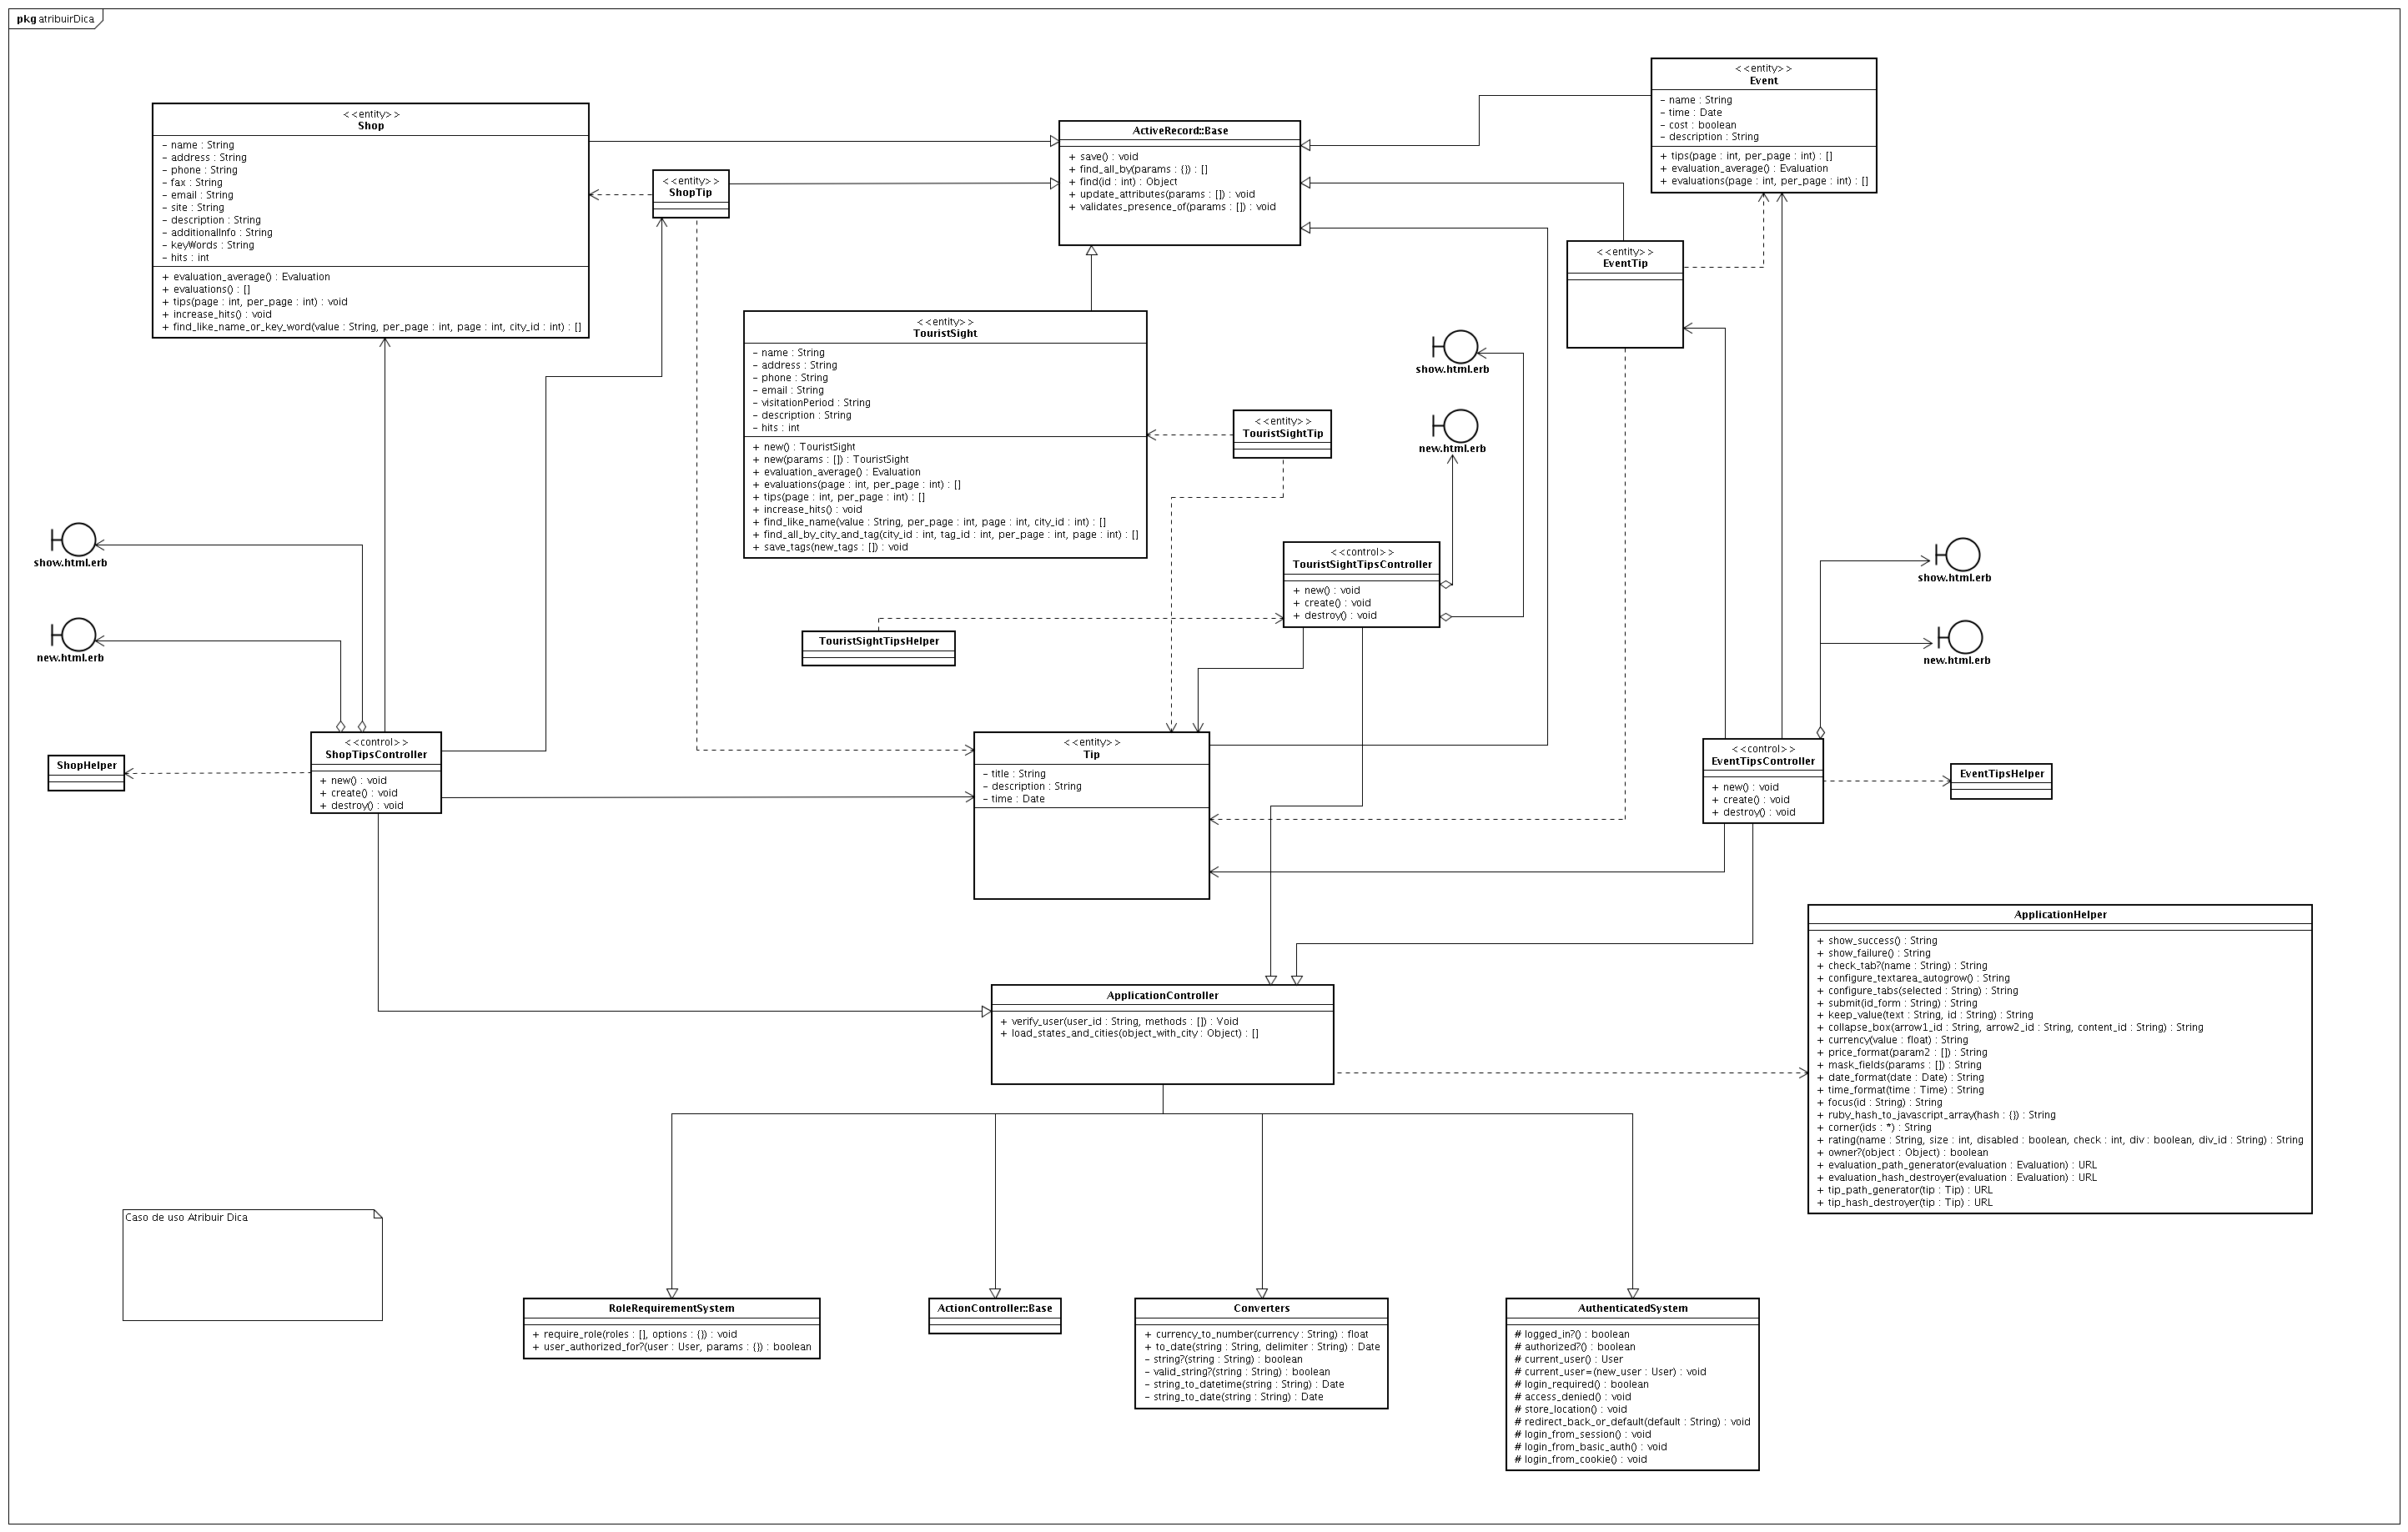 pkg atribuirDica
<<entity>>
Shop
- name : String
- address : String
- phone : String
- fax : String
- email : String
- site : String
- description : String
- additionalInfo : String
- keyWords : String
- hits : int
+ evaluation_average() : Evaluation
+ evaluations() : []
+ tips(page : int, per_page : int) : void
+ increase_hits() : void
+ find_like_name_or_key_word(value : String, per_page : int, page : int, city_id : int) : []
<<entity>>
ShopTip
ActiveRecord::Base
+ save() : void
+ find_all_by(params : {}) : []
+ find(id : int) : Object
+ update_attributes(params : []) : void
+ validates_presence_of(params : []) : void
<<entity>>
Event
- name : String
- time : Date
- cost : boolean
- description : String
+ tips(page : int, per_page : int) : []
+ evaluation_average() : Evaluation
+ evaluations(page : int, per_page : int) : []
<<entity>>
EventTip
<<entity>>
TouristSight
- name : String
- address : String
- phone : String
- email : String
- visitationPeriod : String
- description : String
- hits : int
+ new() : TouristSight
+ new(params : []) : TouristSight
+ evaluation_average() : Evaluation
+ evaluations(page : int, per_page : int) : []
+ tips(page : int, per_page : int) : []
+ increase_hits() : void
+ find_like_name(value : String, per_page : int, page : int, city_id : int) : []
+ find_all_by_city_and_tag(city_id : int, tag_id : int, per_page : int, page : int) : []
+ save_tags(new_tags : []) : void
<<entity>>
TouristSightTip
show.html.erb
new.html.erb
<<control>>
TouristSightTipsController
+ new() : void
+ create() : void
+ destroy() : void
TouristSightTipsHelper
show.html.erb
new.html.erb
show.html.erb
new.html.erb
<<control>>
ShopTipsController
+ new() : void
+ create() : void
+ destroy() : void
ShopHelper
<<entity>>
Tip
- title : String
- description : String
- time : Date
<<control>>
EventTipsController
+ new() : void
+ create() : void
+ destroy() : void
EventTipsHelper
ApplicationHelper
+ show_success() : String
+ show_failure() : String
+ check_tab?(name : String) : String
+ configure_textarea_autogrow() : String
+ configure_tabs(selected : String) : String
+ submit(id_form : String) : String
+ keep_value(text : String, id : String) : String
+ collapse_box(arrow1_id : String, arrow2_id : String, content_id : String) : String
+ currency(value : float) : String
+ price_format(param2 : []) : String
+ mask_fields(params : []) : String
+ date_format(date : Date) : String
+ time_format(time : Time) : String
+ focus(id : String) : String
+ ruby_hash_to_javascript_array(hash : {}) : String
+ corner(ids : *) : String
+ rating(name : String, size : int, disabled : boolean, check : int, div : boolean, div_id : String) : String
+ owner?(object : Object) : boolean
+ evaluation_path_generator(evaluation : Evaluation) : URL
+ evaluation_hash_destroyer(evaluation : Evaluation) : URL
+ tip_path_generator(tip : Tip) : URL
+ tip_hash_destroyer(tip : Tip) : URL
ApplicationController
+ verify_user(user_id : String, methods : []) : Void
+ load_states_and_cities(object_with_city : Object) : []
Caso de uso Atribuir Dica
RoleRequirementSystem
+ require_role(roles : [], options : {}) : void
+ user_authorized_for?(user : User, params : {}) : boolean
ActionController::Base
Converters
+ currency_to_number(currency : String) : float
+ to_date(string : String, delimiter : String) : Date
- string?(string : String) : boolean
- valid_string?(string : String) : boolean
- string_to_datetime(string : String) : Date
- string_to_date(string : String) : Date
AuthenticatedSystem
# logged_in?() : boolean
# authorized?() : boolean
# current_user() : User
# current_user=(new_user : User) : void
# login_required() : boolean
# access_denied() : void
# store_location() : void
# redirect_back_or_default(default : String) : void
# login_from_session() : void
# login_from_basic_auth() : void
# login_from_cookie() : void